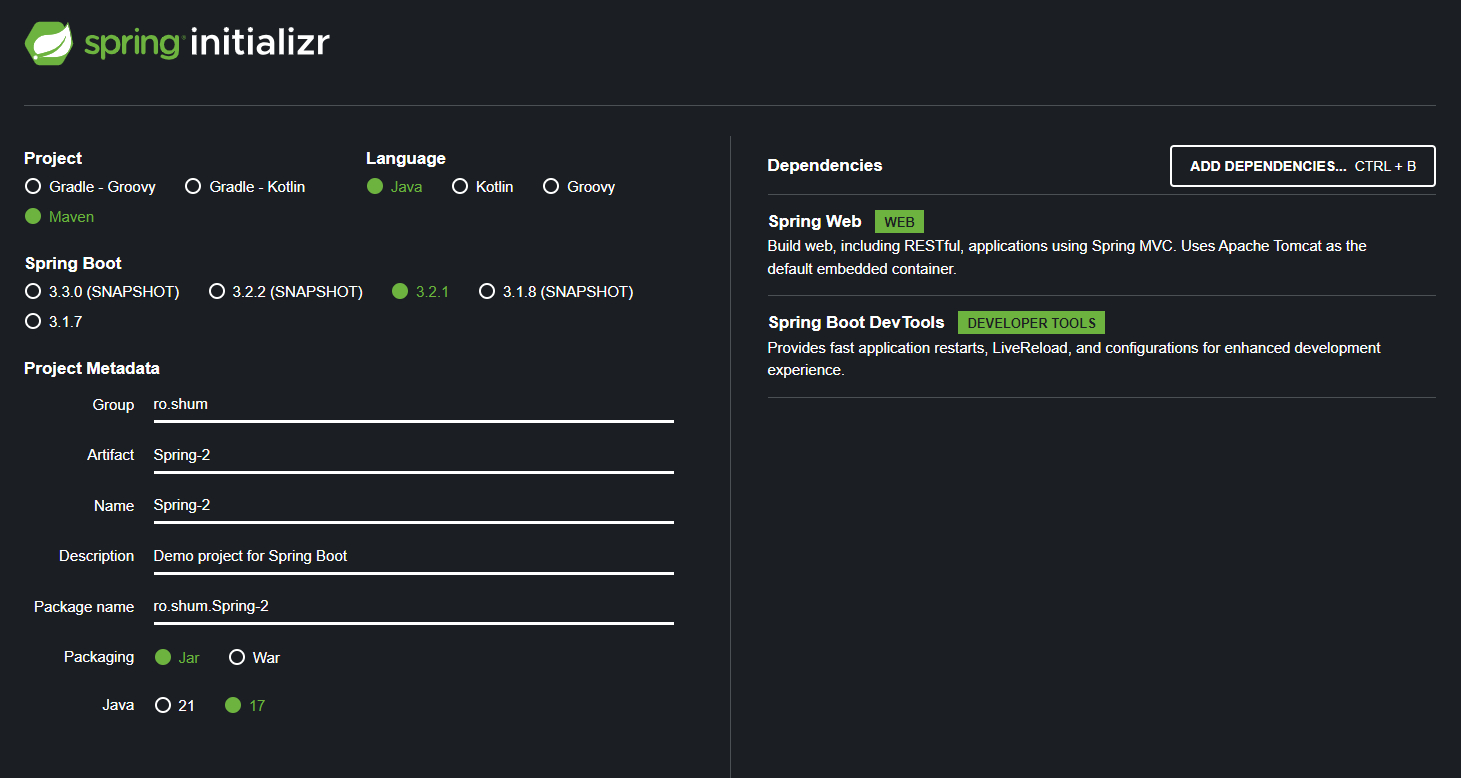 spring initializr
Project
Gradle - Groovy Gradle - Kotlin
Maven
Language
Java Kotlin Groovy
Spring Boot
3.3.0 (SNAPSHOT) 3.2.2 (SNAPSHOT) 3.2.1 3.1.8 (SNAPSHOT)
3.1.7
Project Metadata
Group ro.shum
Artifact Spring-2
Name Spring-2
Description Demo project for Spring Boot
Package name ro.shum.Spring-2
Packaging Jar War
Java 21 17
Dependencies ADD DEPENDENCIES... CTRL + B
Spring Web WEB
Build web, including RESTful, applications using Spring MVC. Uses Apache Tomcat as the
default embedded container.
Spring Boot DevTools DEVELOPER TOOLS
Provides fast application restarts, LiveReload, and configurations for enhanced development
experience.